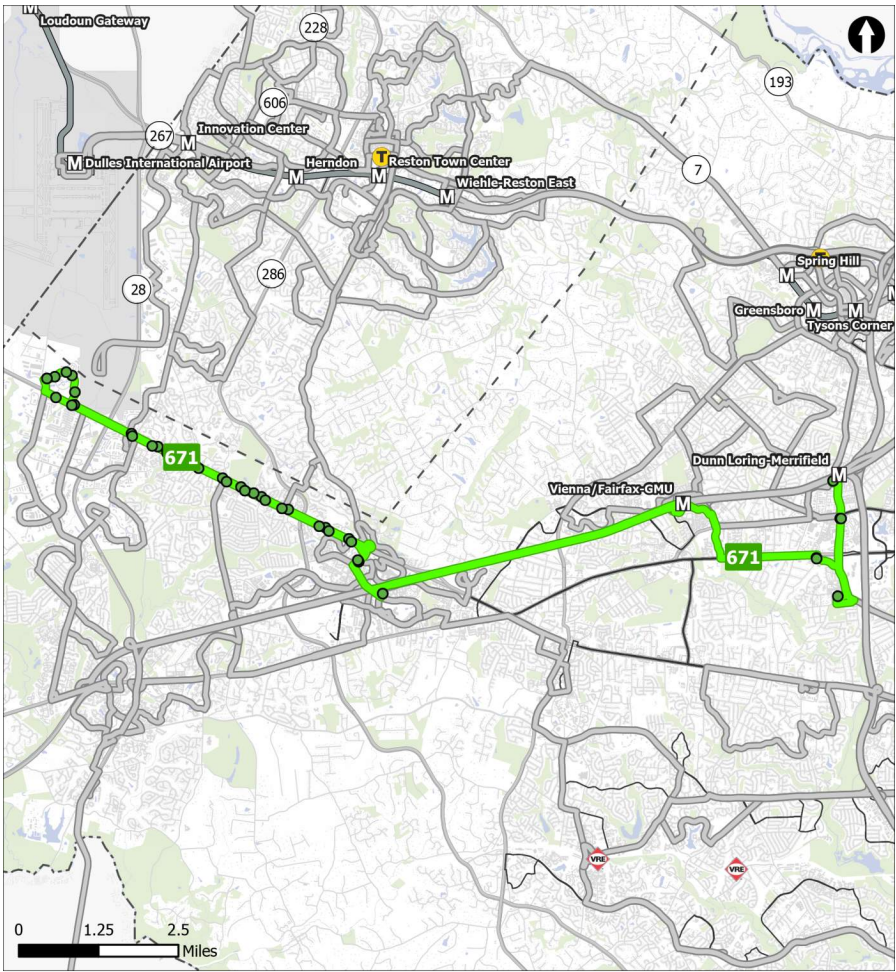 M
Loudoun Gateway
228
193
606
267
M
Innovation Center
M
Dulles International Airport
Herndon
M
T
Reston Town Center
M
Wiehle-Reston East
M
7
T
Spring Hill
M
286
28
Greensboro
M
M
M
Tysons Corner
671
Dunn Loring-Merrifield
M
Vienna/Fairfax-GMU
M
671
VRE
VRE
0 1.25 2.5
Miles